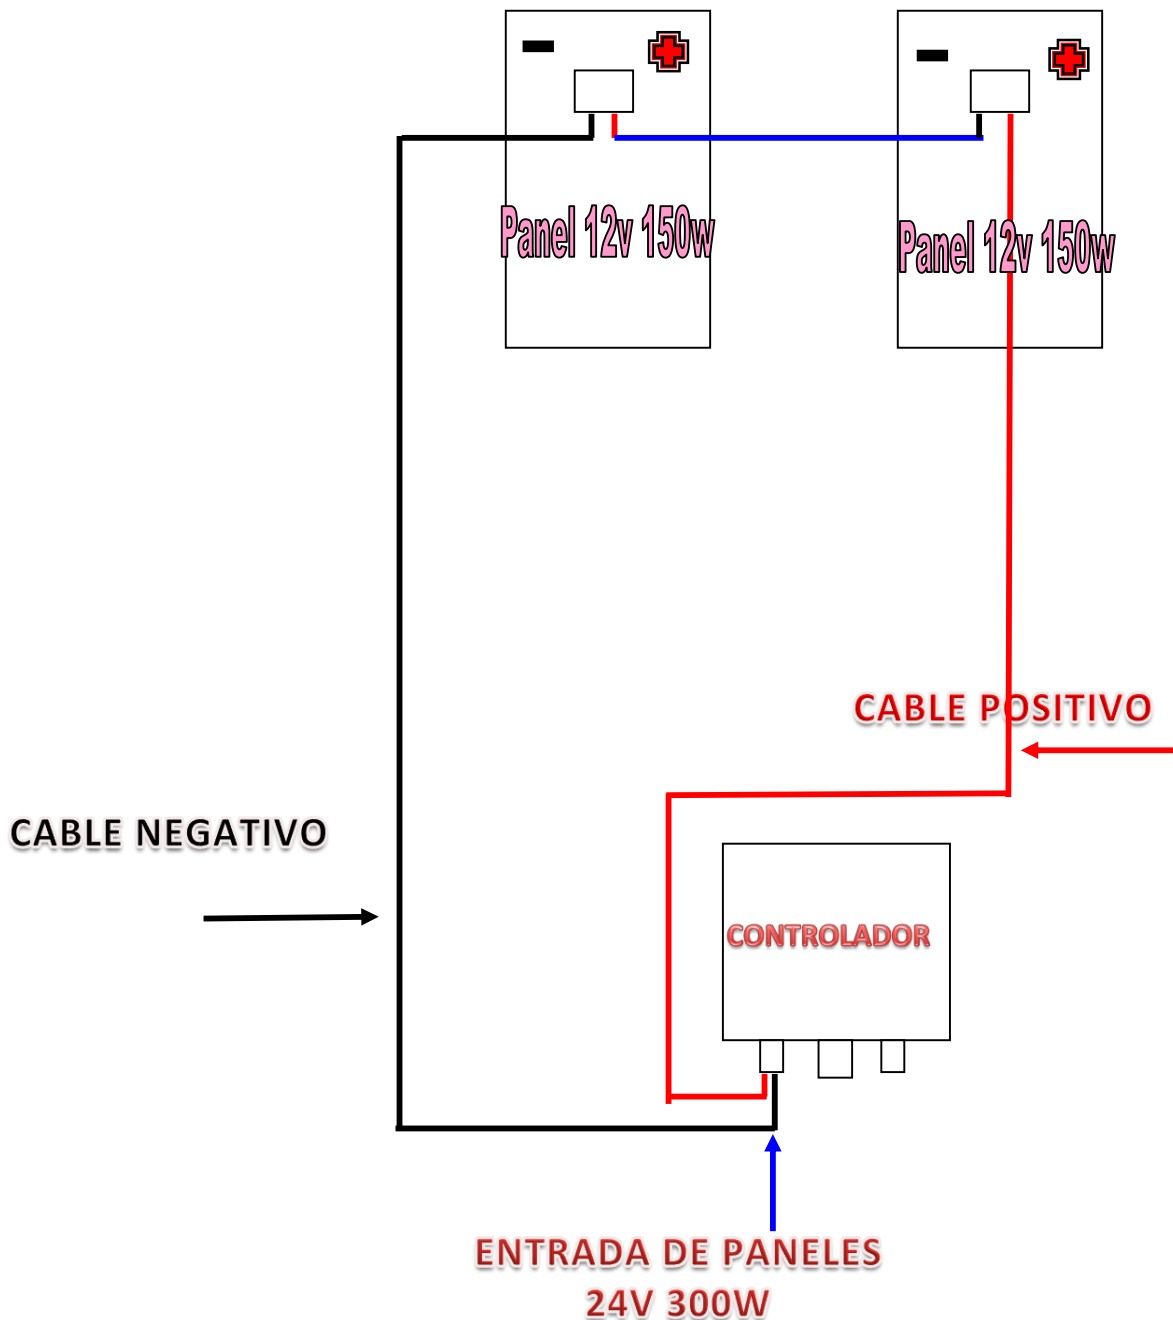 Panel 12v 150w
Panel 12v 150w
CABLE POSITIVO
CABLE NEGATIVO
CONTROLADOR
ENTRADA DE PANELES
24V 300W